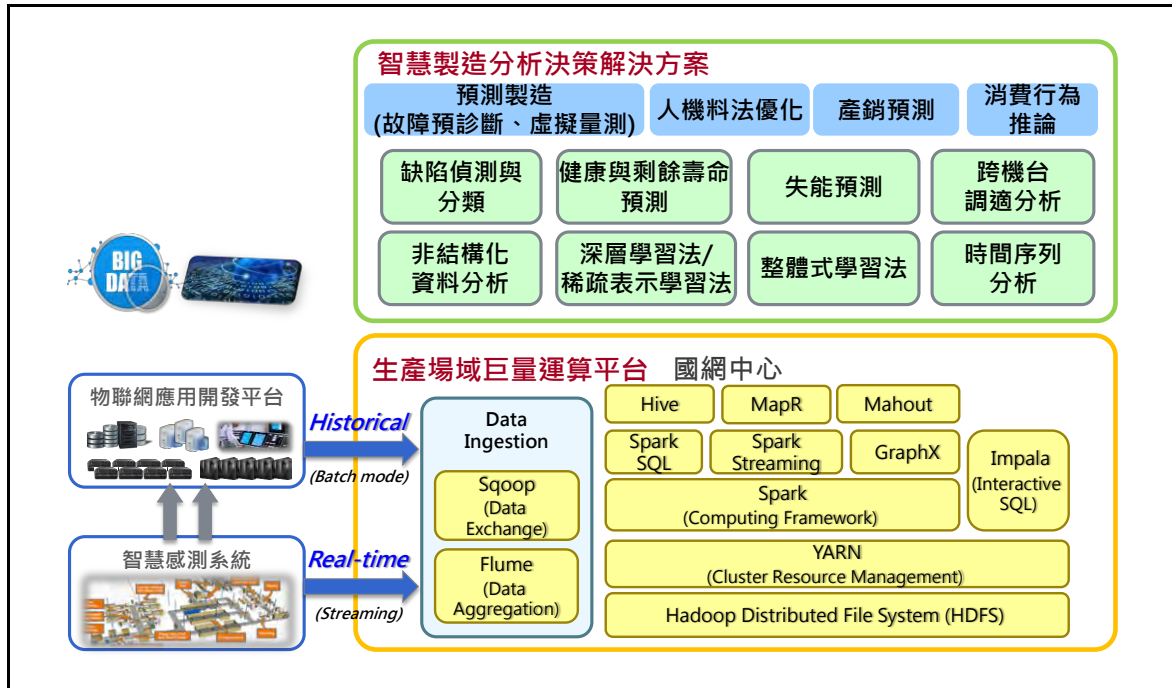 智慧製造分析決策解決方案
預測製造
(故障預診斷、虛擬量測)
人機料法優化
產銷預測
消費行為
推論
缺陷偵測與
分類
健康與剩餘壽命
預測
失能預測
跨機台
調適分析
非結構化
資料分析
深層學習法/
稀疏表示學習法
整體式學習法
時間序列
分析
BIG
DATA
生產場域巨量運算平台 國網中心
物聯網應用開發平台
Historical
(Batch mode)
智慧感測系統
Real-time
(Streaming)
Data
Ingestion
Sqoop
(Data
Exchange)
Flume
(Data
Aggregation)
Hive
MapR
Mahout
Spark
SQL
Spark
Streaming
GraphX
Impala
(Interactive
SQL)
Spark
(Computing Framework)
YARN
(Cluster Resource Management)
Hadoop Distributed File System (HDFS)